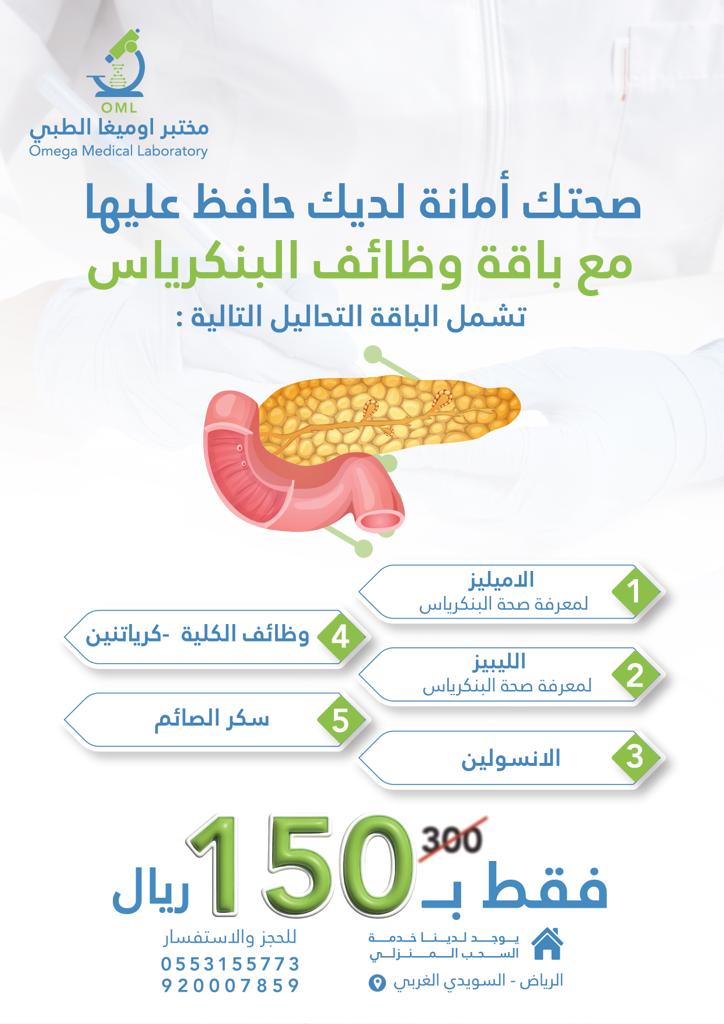 OML
مختبر اوميغا الطبي
Omega Medical Laboratory
صحتك أمانة لديك حافظ عليها
مع باقة وظائف البنكرياس
تشمل الباقة التحاليل التالية :
1
الاميليز
لمعرفة صحة البنكرياس
2
الليبيز
لمعرفة صحة البنكرياس
3
الانسولين
4
وظائف الكلية -كرياتنين
5
سكر الصائم
300
فقط بـ 150 ريال
يوجد لدينا خدمة
السحب المنزلي
الرياض - السويدي الغربي
للحجز والاستفسار
0553155773
920007859